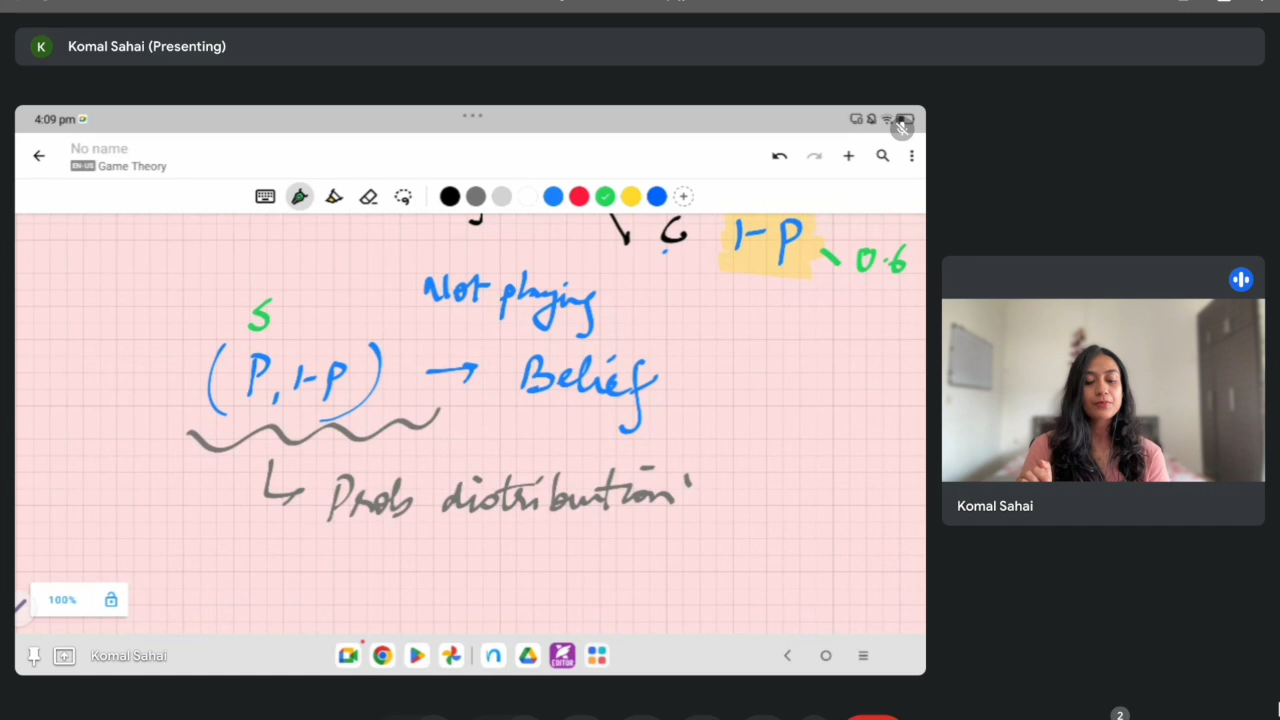 K Komal Sahai (Presenting)
4:09 pm
No name
EN-US Game Theory
G 1-P 0.6
Not playing
S
(P, 1-P) → Belief
Prob distribution
100%
Komal Sahai
EDITOR
Komal Sahai
2